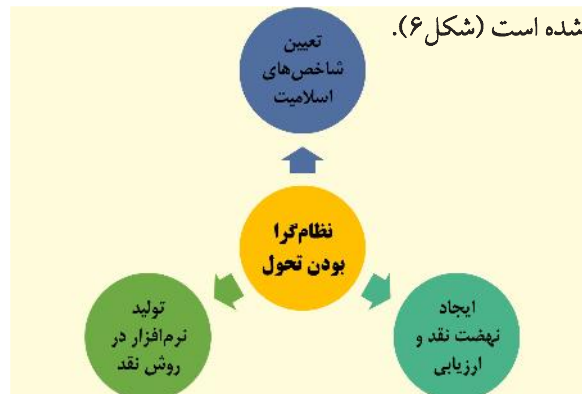 شده است (شکل۶).
تعیین
شاخص‌های
اسلامیت
نظام‌گرا
بودن تحول
ایجاد
نهضت نقد و
ارزیابی
تولید
نرم‌افزار در
روش نقد